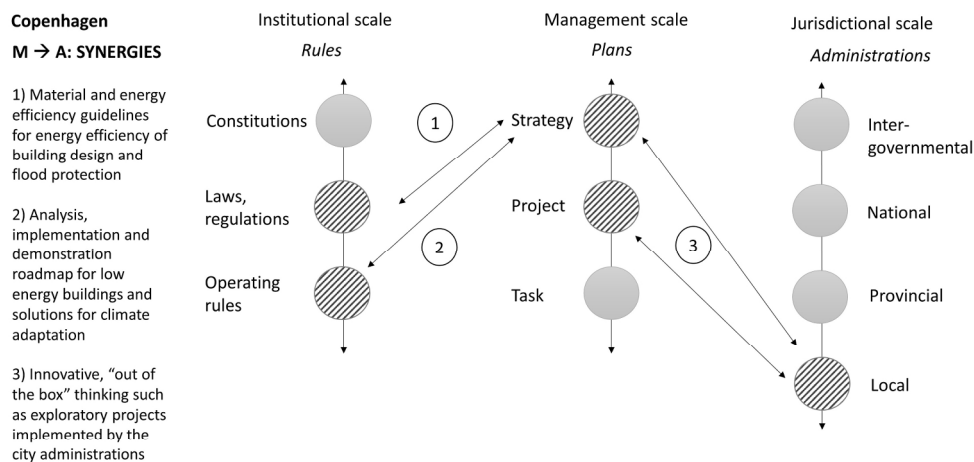 Copenhagen
M → A: SYNERGIES
1) Material and energy
efficiency guidelines
for energy efficiency of
building design and
flood protection
2) Analysis,
implementation and
demonstration
roadmap for low
energy buildings and
solutions for climate
adaptation
3) Innovative, “out of
the box” thinking such
as exploratory projects
implemented by the
city administrations
Institutional scale
Rules
Constitutions
Laws,
regulations
Operating
rules
1
2
Management scale
Plans
Strategy
Project
Task
3
Jurisdictional scale
Administrations
Inter-
governmental
National
Provincial
Local